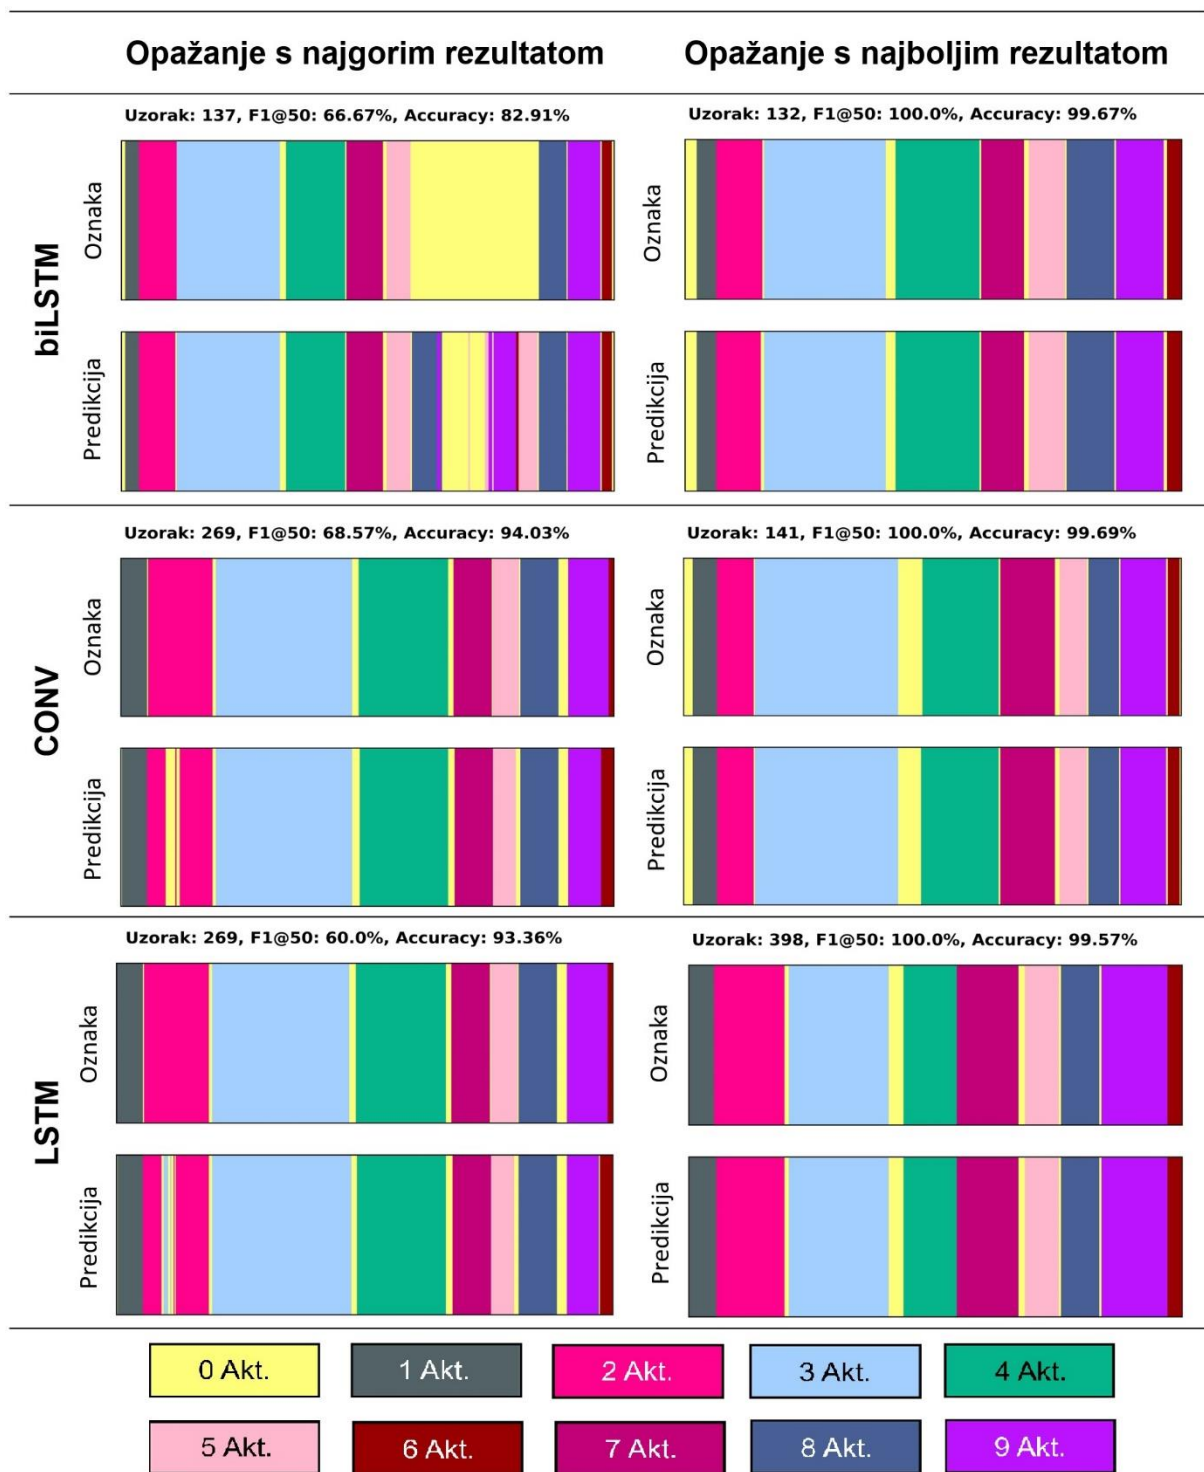 Opažanje s najgorim rezultatom
Opažanje s najboljim rezultatom
biLSTM
Uzorak: 137, F1@50: 66.67%, Accuracy: 82.91%
Oznaka
Predikcija
Uzorak: 132, F1@50: 100.0%, Accuracy: 99.67%
Oznaka
Predikcija
CONV
Uzorak: 269, F1@50: 68.57%, Accuracy: 94.03%
Oznaka
Predikcija
Uzorak: 141, F1@50: 100.0%, Accuracy: 99.69%
Oznaka
Predikcija
LSTM
Uzorak: 269, F1@50: 60.0%, Accuracy: 93.36%
Oznaka
Predikcija
Uzorak: 398, F1@50: 100.0%, Accuracy: 99.57%
Oznaka
Predikcija
0 Akt.
1 Akt.
2 Akt.
3 Akt.
4 Akt.
5 Akt.
6 Akt.
7 Akt.
8 Akt.
9 Akt.